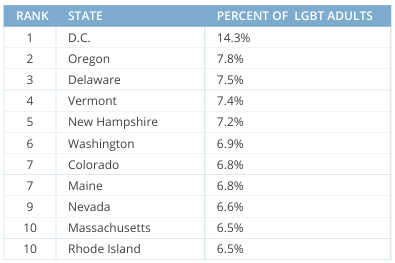 RANK STATE PERCENT OF LGBT ADULTS
1 D.C. 14.3%
2 Oregon 7.8%
3 Delaware 7.5%
4 Vermont 7.4%
5 New Hampshire 7.2%
6 Washington 6.9%
7 Colorado 6.8%
7 Maine 6.8%
9 Nevada 6.6%
10 Massachusetts 6.5%
10 Rhode Island 6.5%